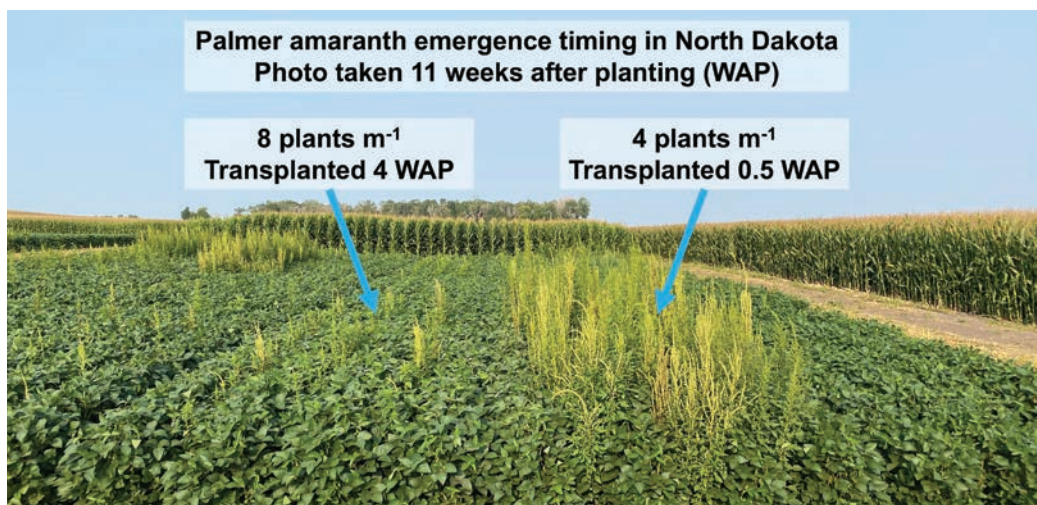 Palmer amaranth emergence timing in North Dakota
Photo taken 11 weeks after planting (WAP)
8 plants m⁻¹
Transplanted 4 WAP
4 plants m⁻¹
Transplanted 0.5 WAP